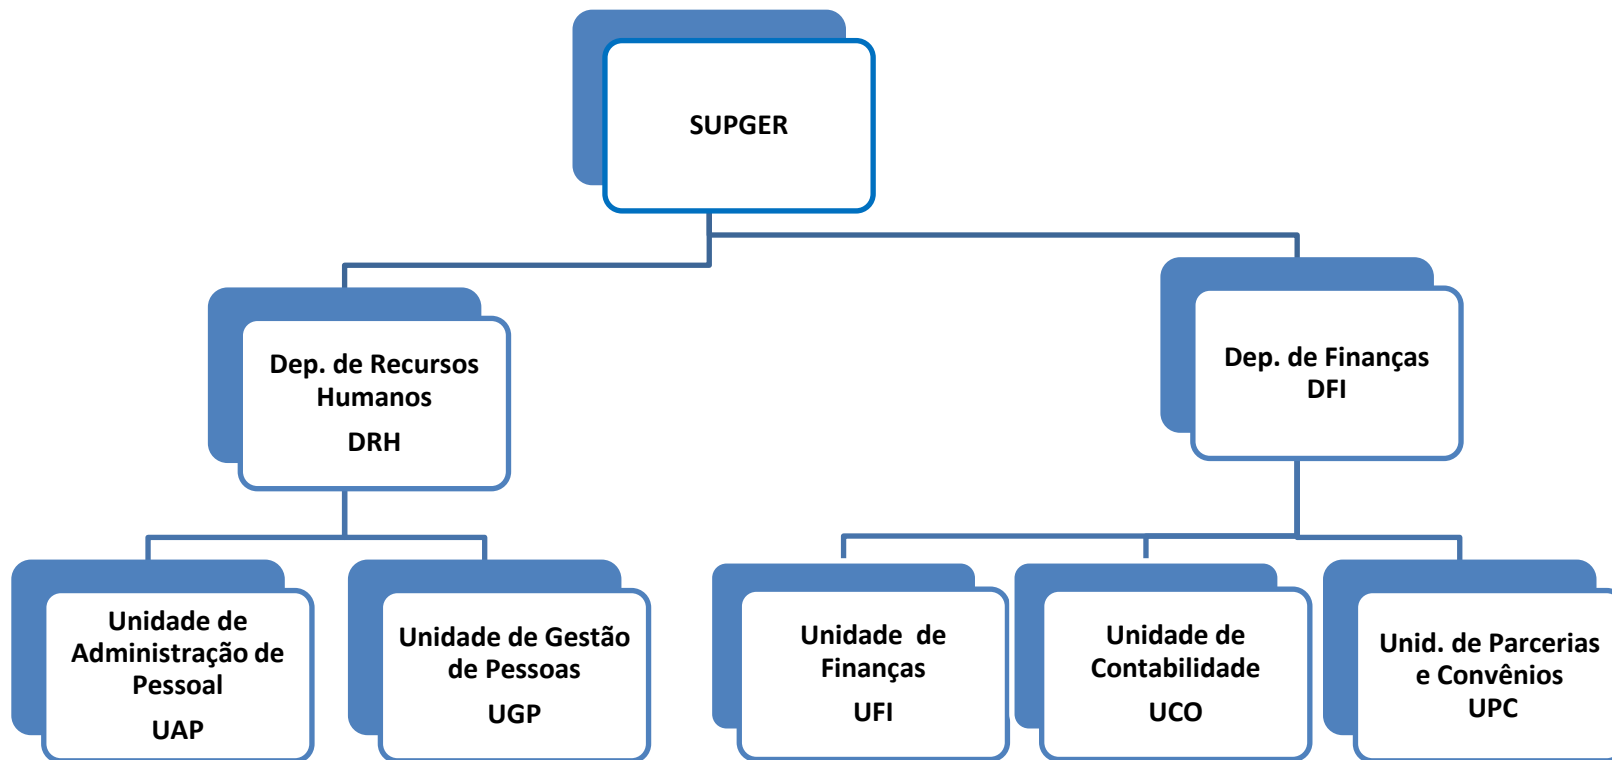 SUPGER
Dep. de Recursos
Humanos
DRH
Dep. de Finanças
DFI
Unidade de
Administração de
Pessoal
UAP
Unidade de Gestão
de Pessoas
UGP
Unidade de
Finanças
UFI
Unidade de
Contabilidade
UCO
Unid. de Parcerias
e Convênios
UPC